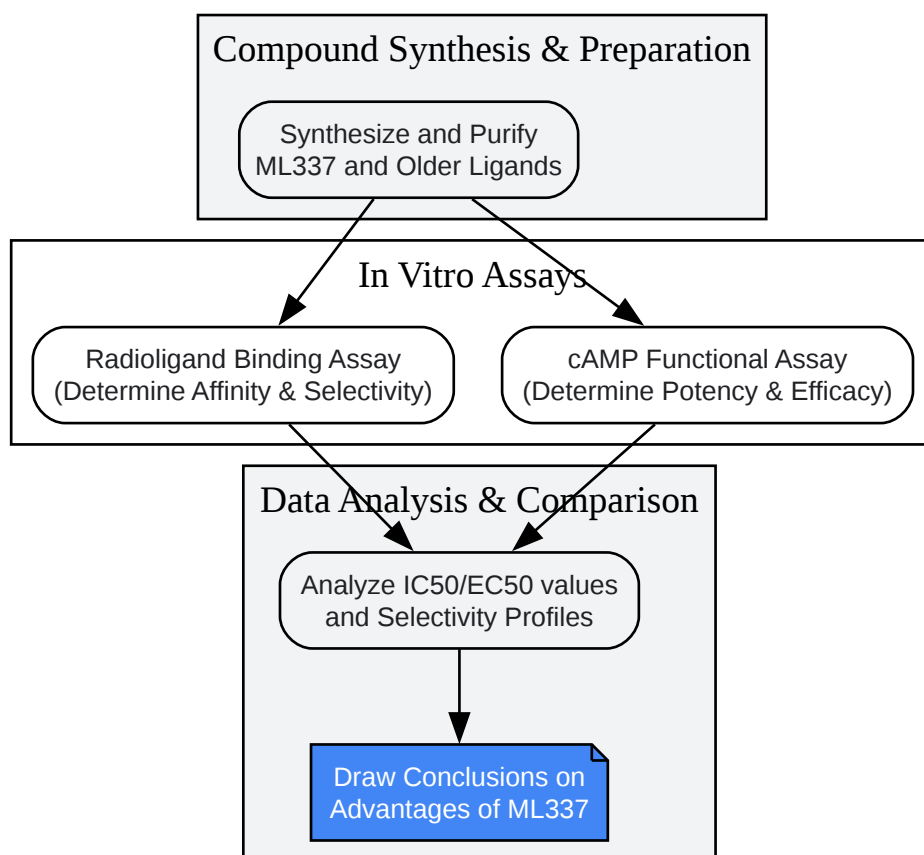 Compound Synthesis & Preparation
Synthesize and Purify
ML337 and Older Ligands
In Vitro Assays
Radioligand Binding Assay
(Determine Affinity & Selectivity)
cAMP Functional Assay
(Determine Potency & Efficacy)
Data Analysis & Comparison
Analyze IC50/EC50 values
and Selectivity Profiles
Draw Conclusions on
Advantages of ML337